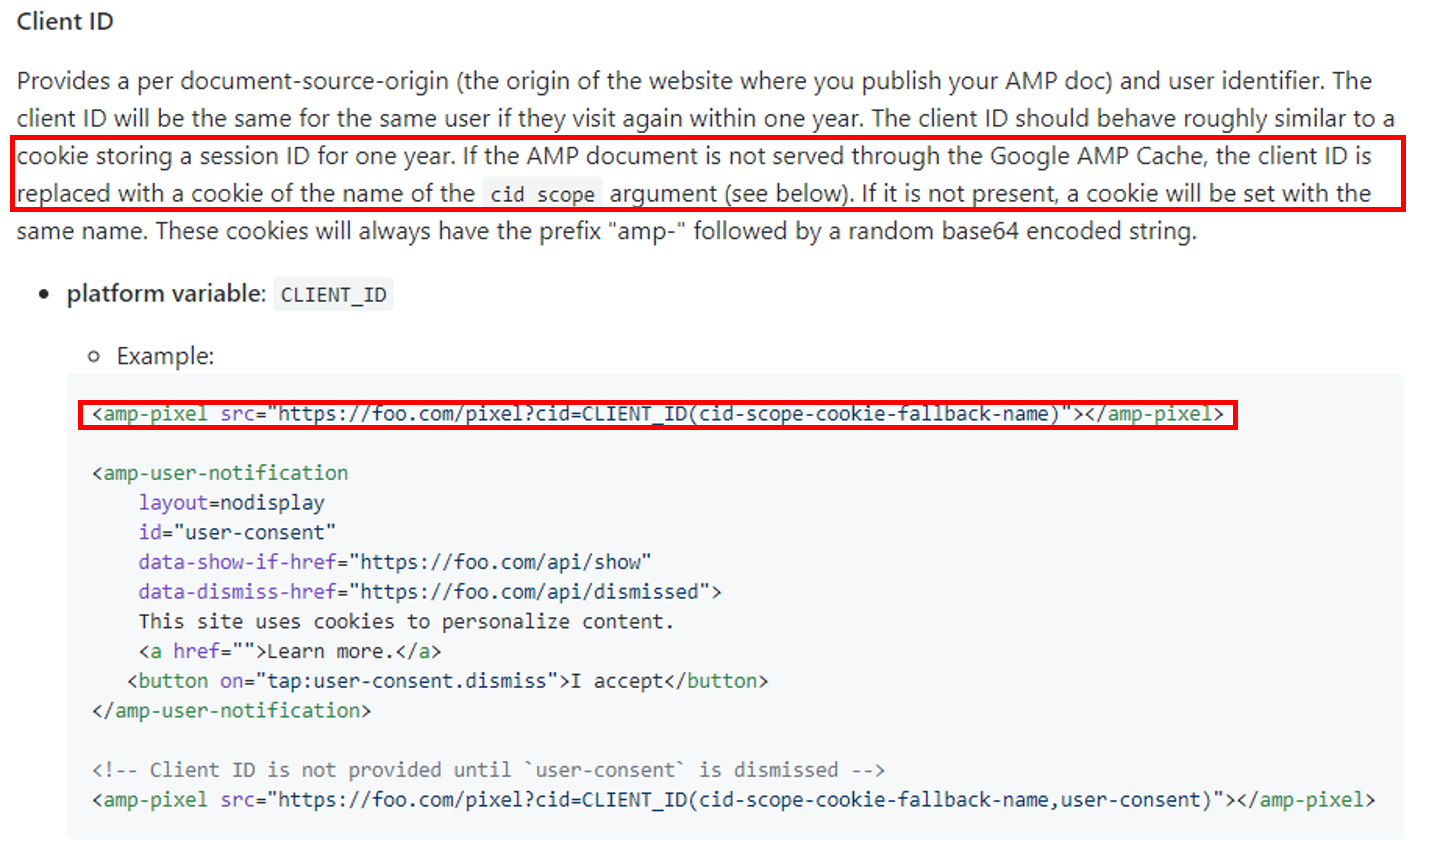 Client ID
Provides a per document-source-origin (the origin of the website where you publish your AMP doc) and user identifier. The
client ID will be the same for the same user if they visit again within one year. The client ID should behave roughly similar to a
cookie storing a session ID for one year. If the AMP document is not served through the Google AMP Cache, the client ID is
replaced with a cookie of the name of the cid scope argument (see below). If it is not present, a cookie will be set with the
same name. These cookies will always have the prefix "amp-" followed by a random base64 encoded string.
• platform variable: CLIENT_ID
○ Example:
<amp-pixel src="https://foo.com/pixel?cid=CLIENT_ID(cid-scope-cookie-fallback-name)"></amp-pixel>
<amp-user-notification
layout=nodisplay
id="user-consent"
data-show-if-href="https://foo.com/api/show"
data-dismiss-href="https://foo.com/api/dismissed">
This site uses cookies to personalize content.
<a href="">Learn more.</a>
<button on="tap:user-consent.dismiss">I accept</button>
</amp-user-notification>
<!-- Client ID is not provided until `user-consent` is dismissed -->
<amp-pixel src="https://foo.com/pixel?cid=CLIENT_ID(cid-scope-cookie-fallback-name,user-consent)"></amp-pixel>